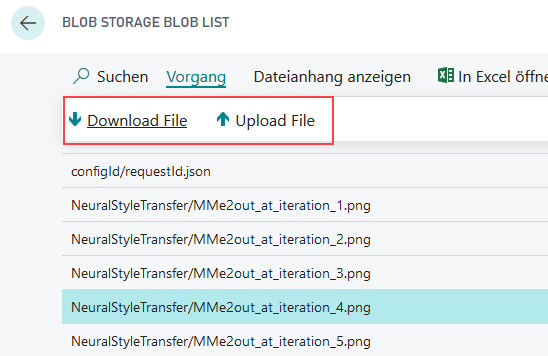 BLOB STORAGE BLOB LIST
Suchen Vorgang Dateianhang anzeigen In Excel öffne
Download File Upload File
configId/requestId.json
NeuralStyleTransfer/MMe2out_at_iteration_1.png
NeuralStyleTransfer/MMe2out_at_iteration_2.png
NeuralStyleTransfer/MMe2out_at_iteration_3.png
NeuralStyleTransfer/MMe2out_at_iteration_4.png
NeuralStyleTransfer/MMe2out_at_iteration_5.png